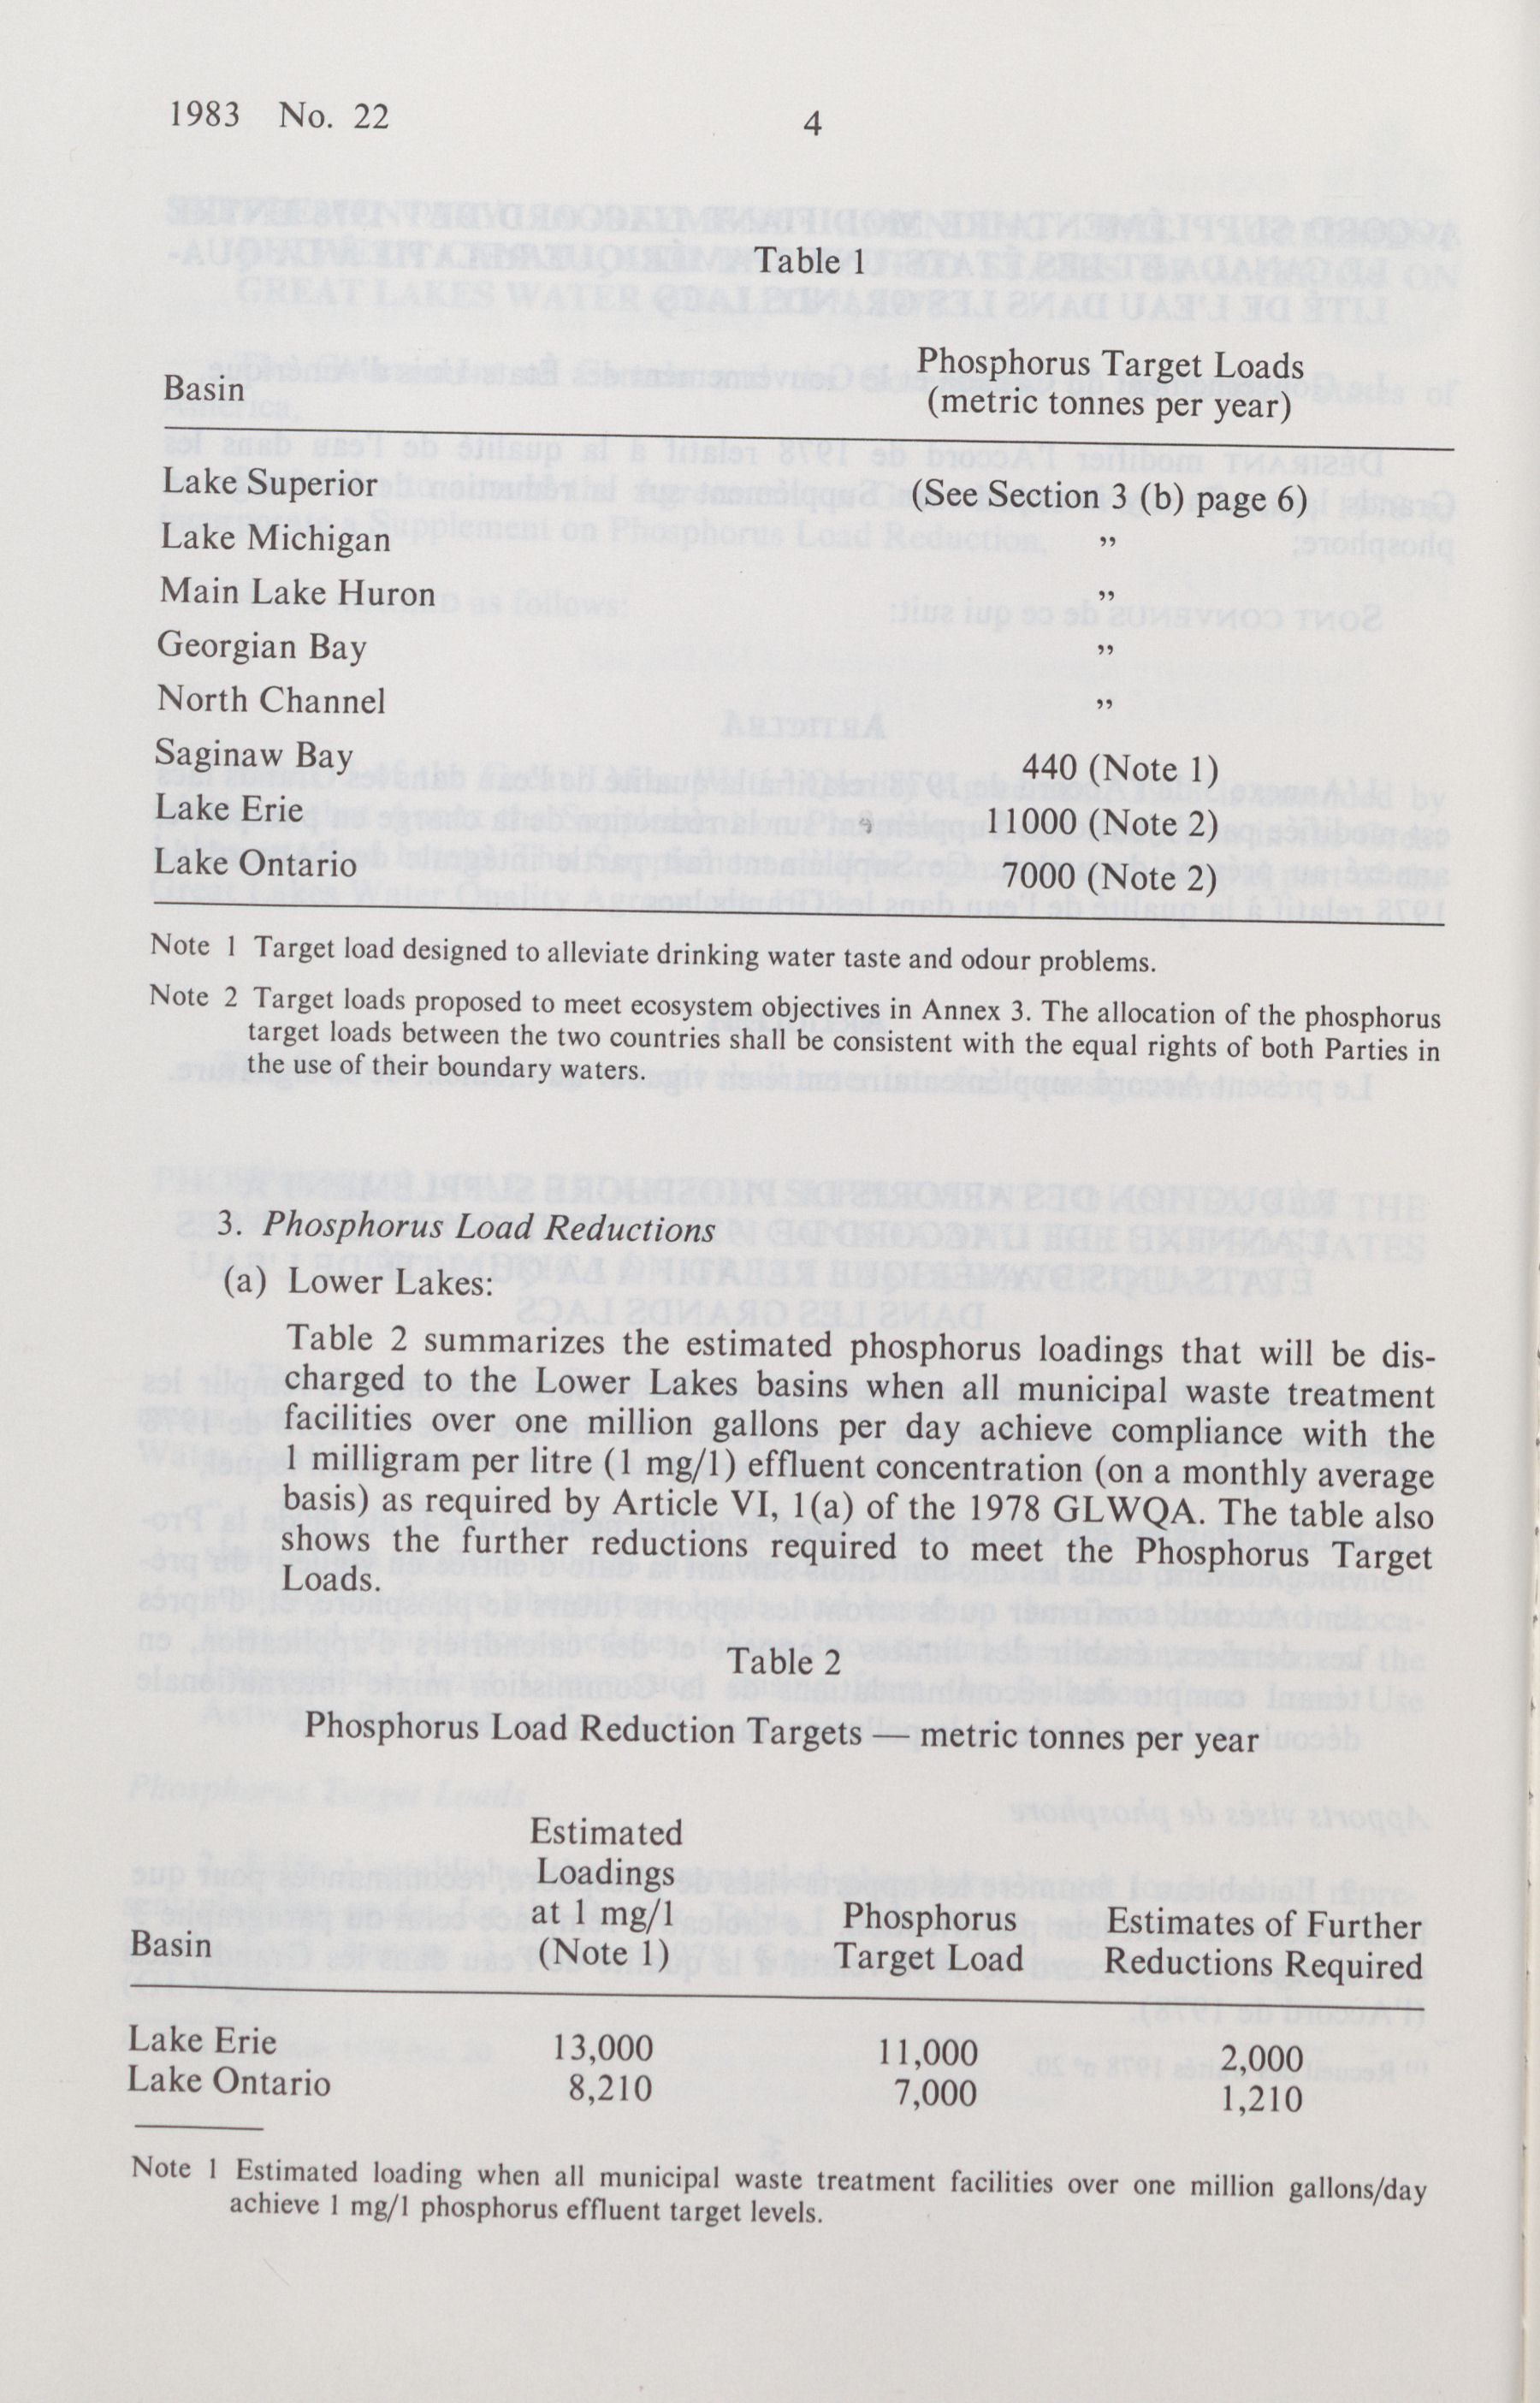 1983 No. 22
4
Table 1
Basin
Phosphorus Target Loads
(metric tonnes per year)
Lake Superior (See Section 3 (b) page 6)
Lake Michigan ”
Main Lake Huron ”
Georgian Bay ”
North Channel ”
Saginaw Bay 440 (Note 1)
Lake Erie 11000 (Note 2)
Lake Ontario 7000 (Note 2)
Note 1 Target load designed to alleviate drinking water taste and odour problems.
Note 2 Target loads proposed to meet ecosystem objectives in Annex 3. The allocation of the phosphorus
target loads between the two countries shall be consistent with the equal rights of both Parties in
the use of their boundary waters.
3. Phosphorus Load Reductions
(a) Lower Lakes:
Table 2 summarizes the estimated phosphorus loadings that will be dis-
charged to the Lower Lakes basins when all municipal waste treatment
facilities over one million gallons per day achieve compliance with the
1 milligram per litre (1 mg/l) effluent concentration (on a monthly average
basis) as required by Article VI, 1(a) of the 1978 GLWQA. The table also
shows the further reductions required to meet the Phosphorus Target
Loads.
Table 2
Phosphorus Load Reduction Targets — metric tonnes per year
Basin
Estimated
Loadings
at 1 mg/l
(Note 1)
Phosphorus
Target Load
Estimates of Further
Reductions Required
Lake Erie 13,000 11,000 2,000
Lake Ontario 8,210 7,000 1,210
Note 1 Estimated loading when all municipal waste treatment facilities over one million gallons/day
achieve 1 mg/l phosphorus effluent target levels.